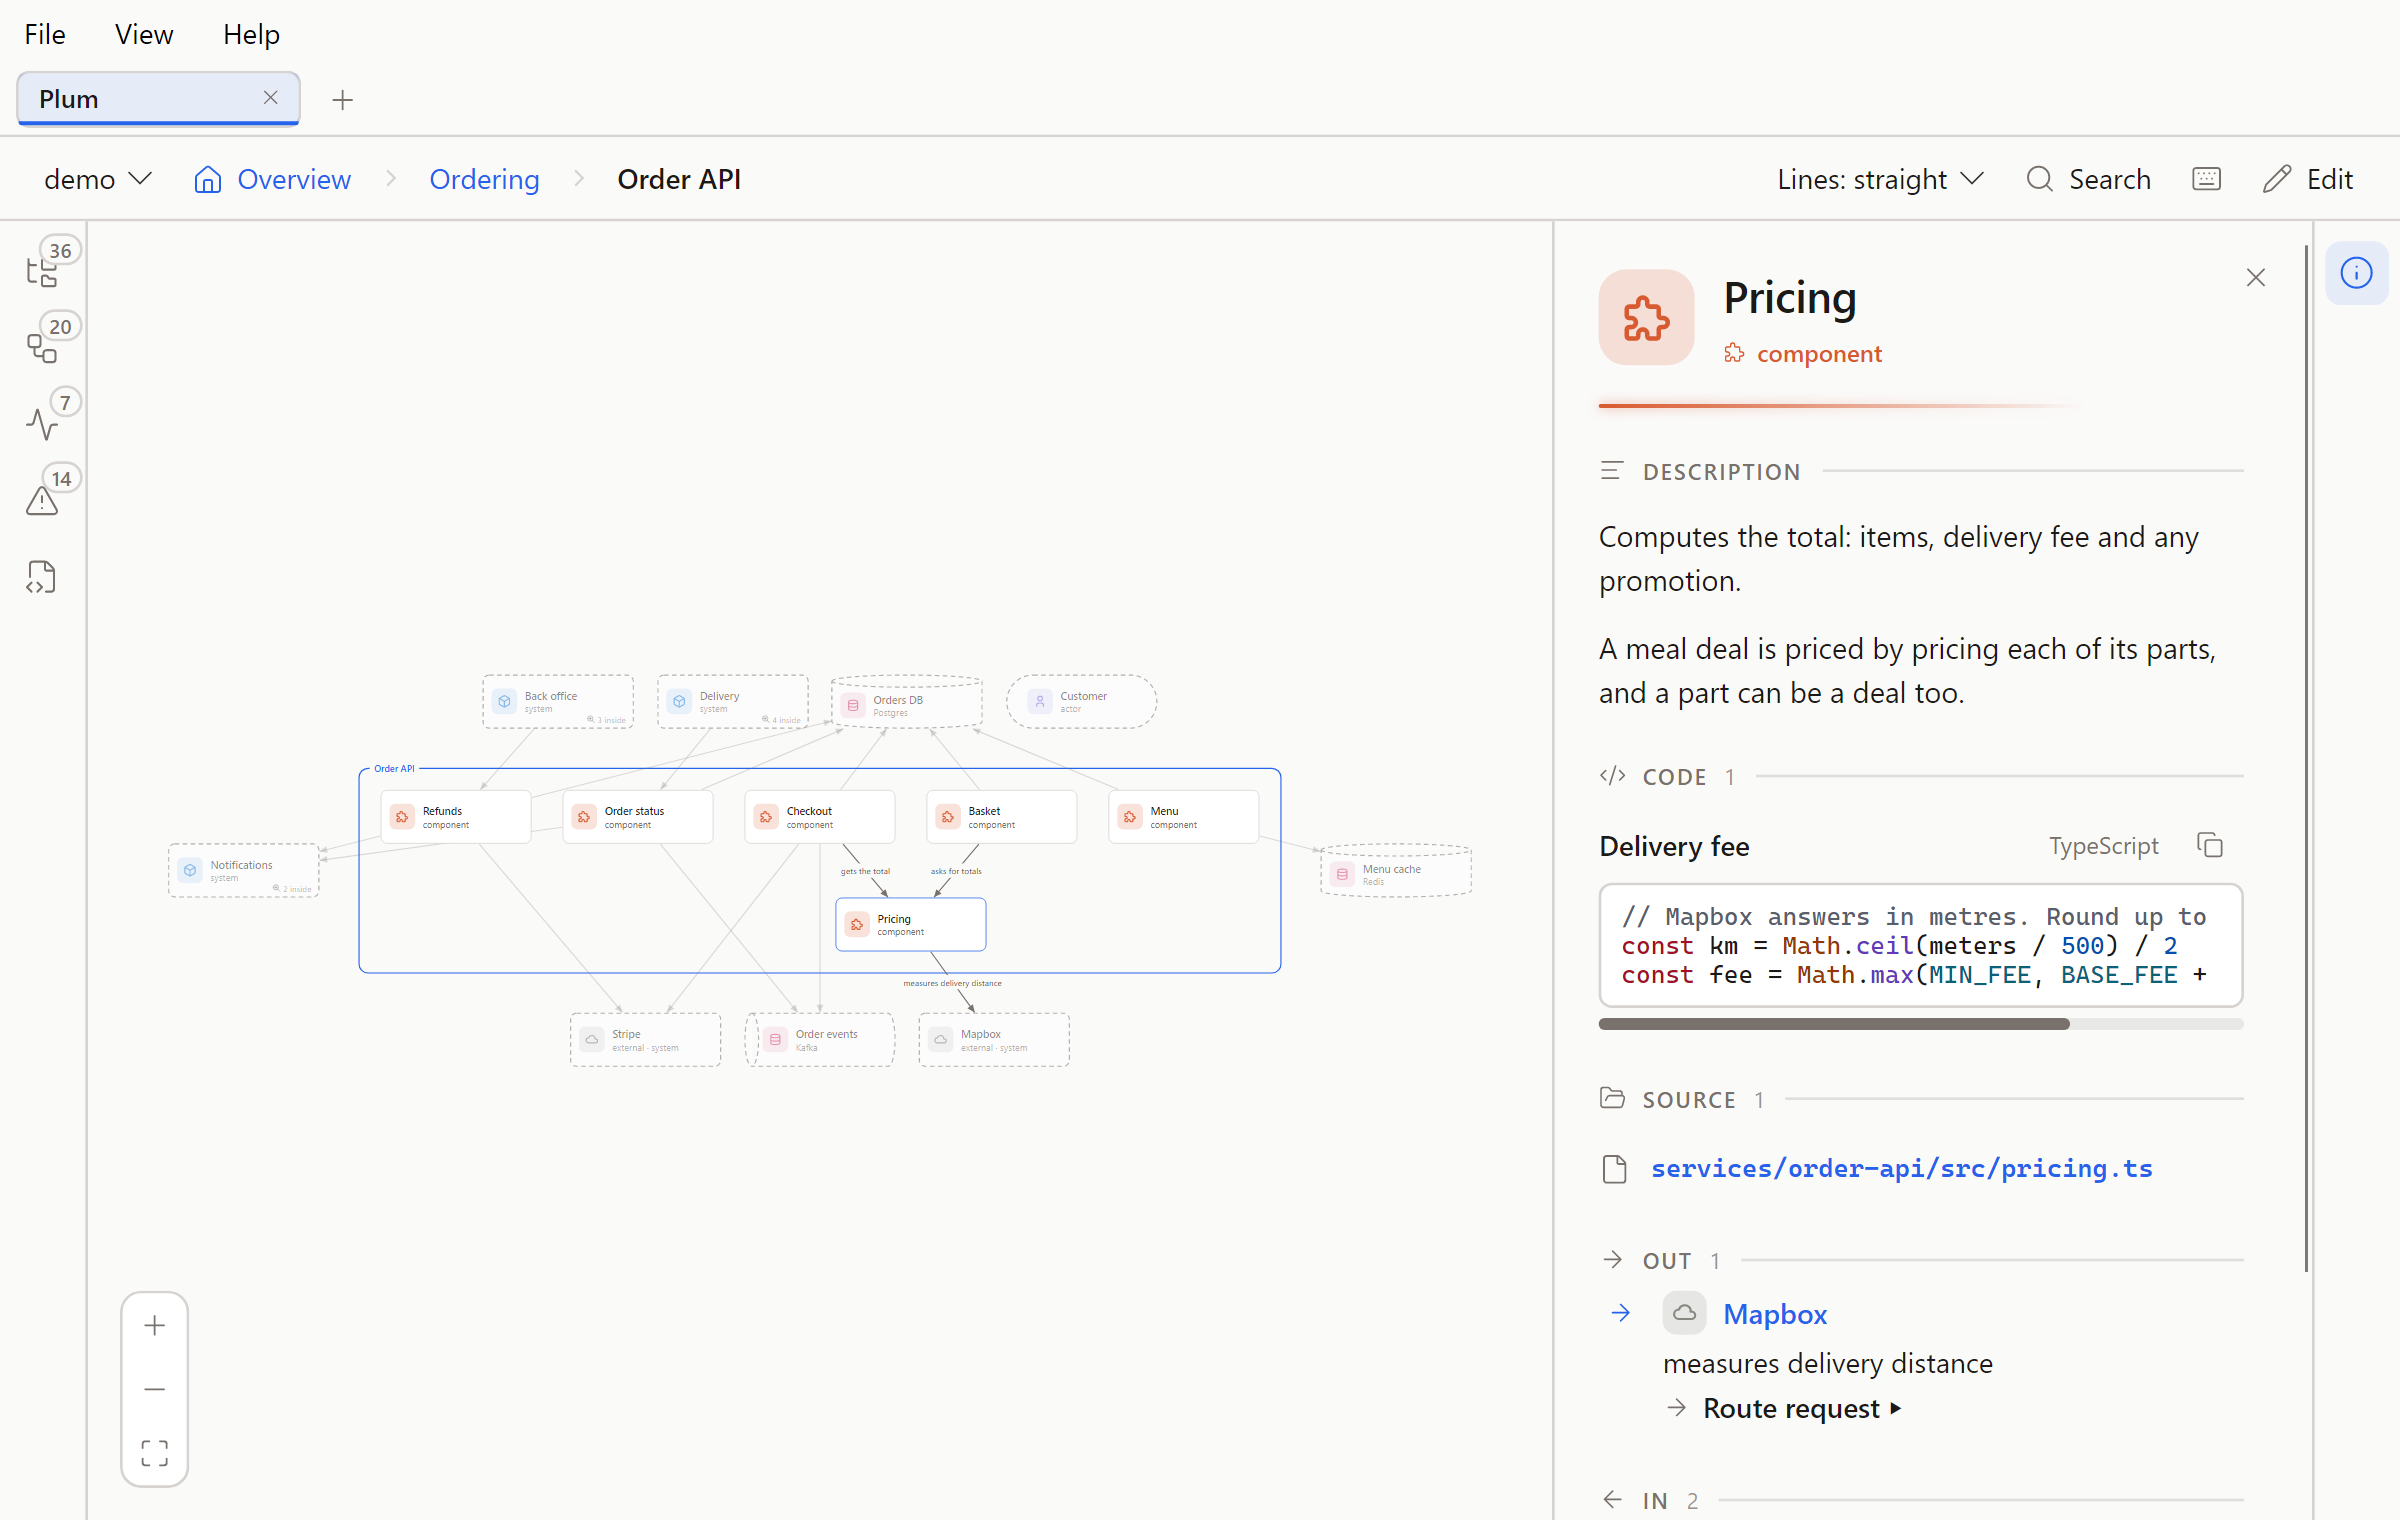 File View Help
Plum
demo Overview Ordering Order API Lines: straight Search Edit
36
20
7
14
Back office
system
3 inside
Delivery
system
4 inside
Orders DB
Postgres
Customer
actor
Order API
Refunds
component
Order status
component
Checkout
component
Basket
component
Menu
component
Notifications
system
2 inside
gets the total
asks for totals
Menu cache
Redis
Pricing
component
measures delivery distance
Stripe
external · system
Order events
Kafka
Mapbox
external · system
Pricing
component
DESCRIPTION
Computes the total: items, delivery fee and any
promotion.
A meal deal is priced by pricing each of its parts,
and a part can be a deal too.
CODE 1
Delivery fee TypeScript
// Mapbox answers in metres. Round up to
const km = Math.ceil(meters / 500) / 2
const fee = Math.max(MIN_FEE, BASE_FEE +
SOURCE 1
services/order-api/src/pricing.ts
OUT 1
Mapbox
measures delivery distance
Route request
IN 2